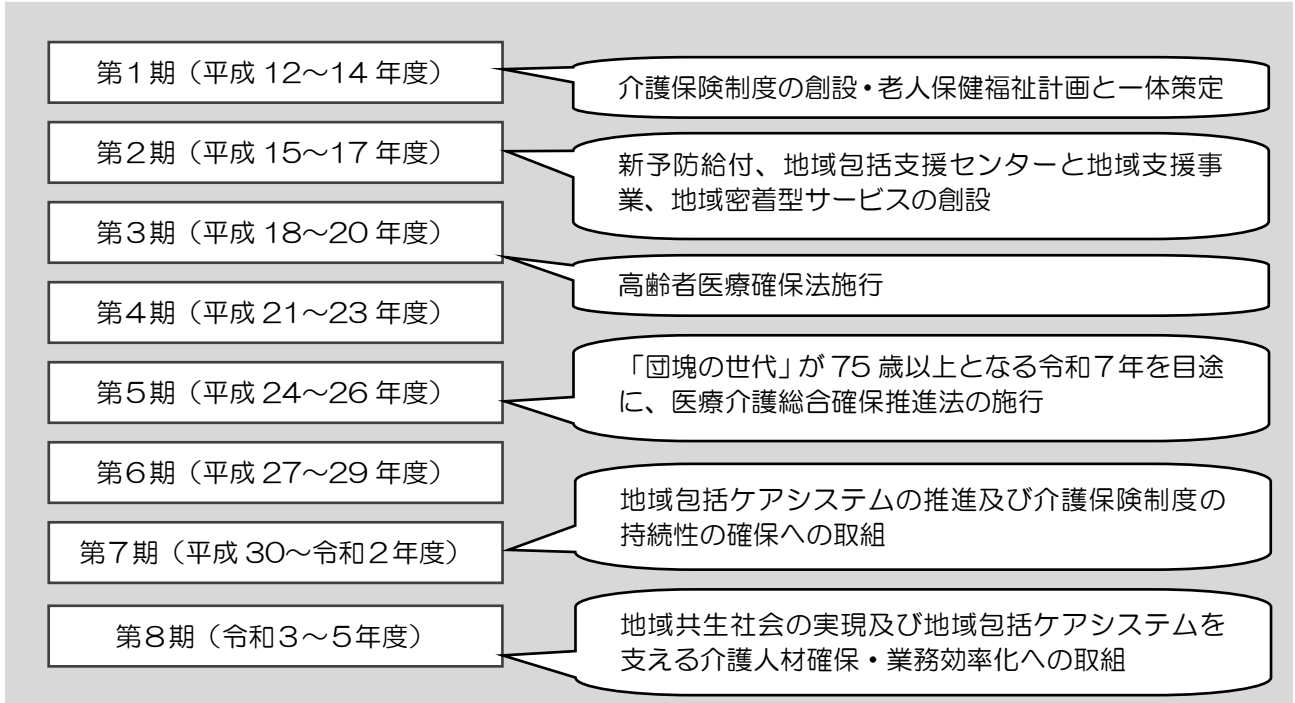 第1期（平成 12～14 年度）
介護保険制度の創設・老人保健福祉計画と一体策定
第2期（平成 15～17 年度）
新予防給付、地域包括支援センターと地域支援事
業、地域密着型サービスの創設
第3期（平成 18～20 年度）
高齢者医療確保法施行
第4期（平成 21～23 年度）
第5期（平成 24～26 年度）
「団塊の世代」が 75 歳以上となる令和７年を目途
に、医療介護総合確保推進法の施行
第6期（平成 27～29 年度）
第7期（平成 30～令和２年度）
地域包括ケアシステムの推進及び介護保険制度の
持続性の確保への取組
第8期（令和３～５年度）
地域共生社会の実現及び地域包括ケアシステムを
支える介護人材確保・業務効率化への取組